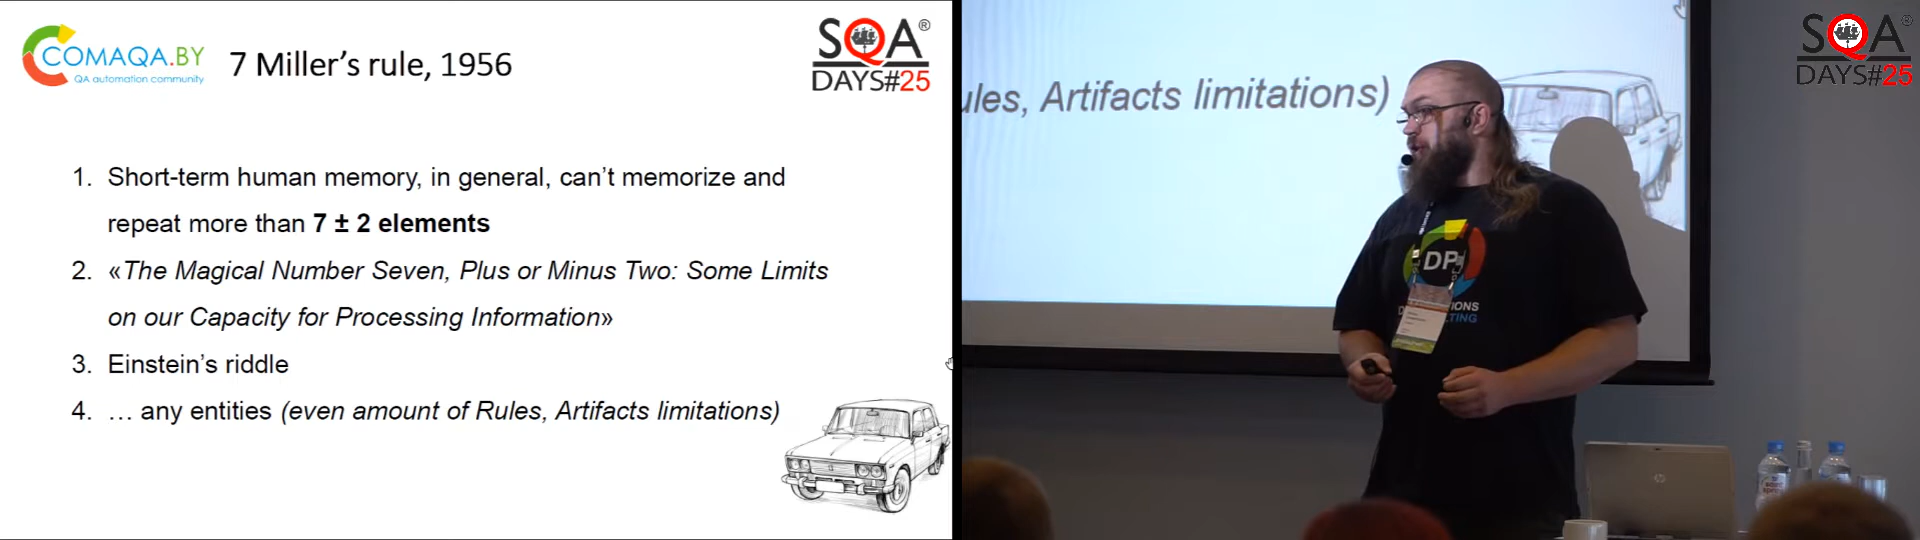 COMAQA.BY
QA automation community
7 Miller's rule, 1956
SQA®
DAYS#25
1. Short-term human memory, in general, can't memorize and
repeat more than 7 ± 2 elements
2. «The Magical Number Seven, Plus or Minus Two: Some Limits
on our Capacity for Processing Information»
3. Einstein's riddle
4. … any entities (even amount of Rules, Artifacts limitations)
ules, Artifacts limitations)
DP
SQA®
DAYS#25
hp